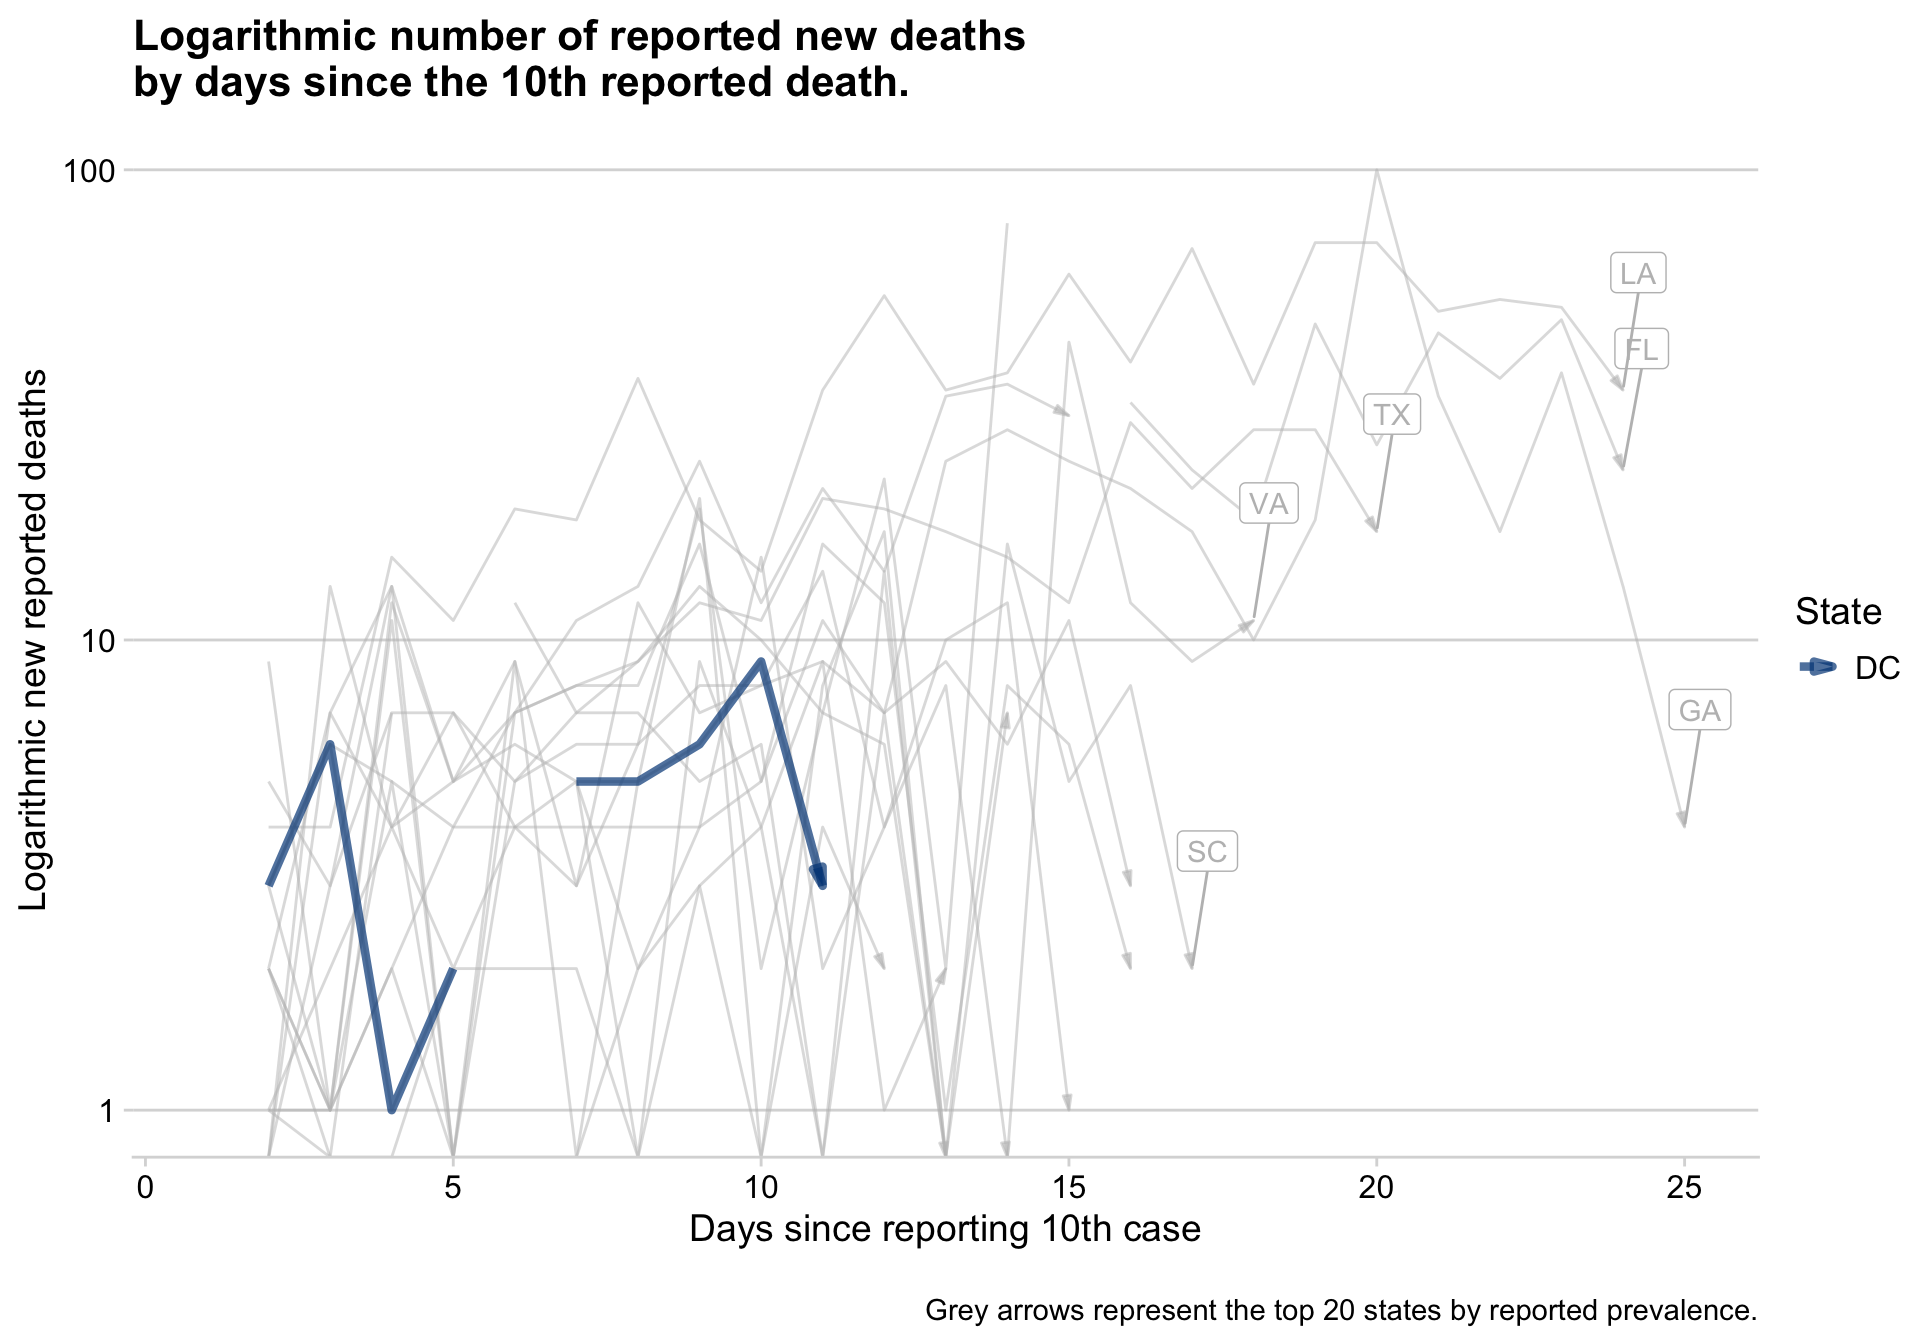 Logarithmic number of reported new deaths
by days since the 10th reported death.
Logarithmic new reported deaths
100
10
1
LA
FL
TX
VA
GA
SC
State
DC
0 5 10 15 20 25
Days since reporting 10th case
Grey arrows represent the top 20 states by reported prevalence.